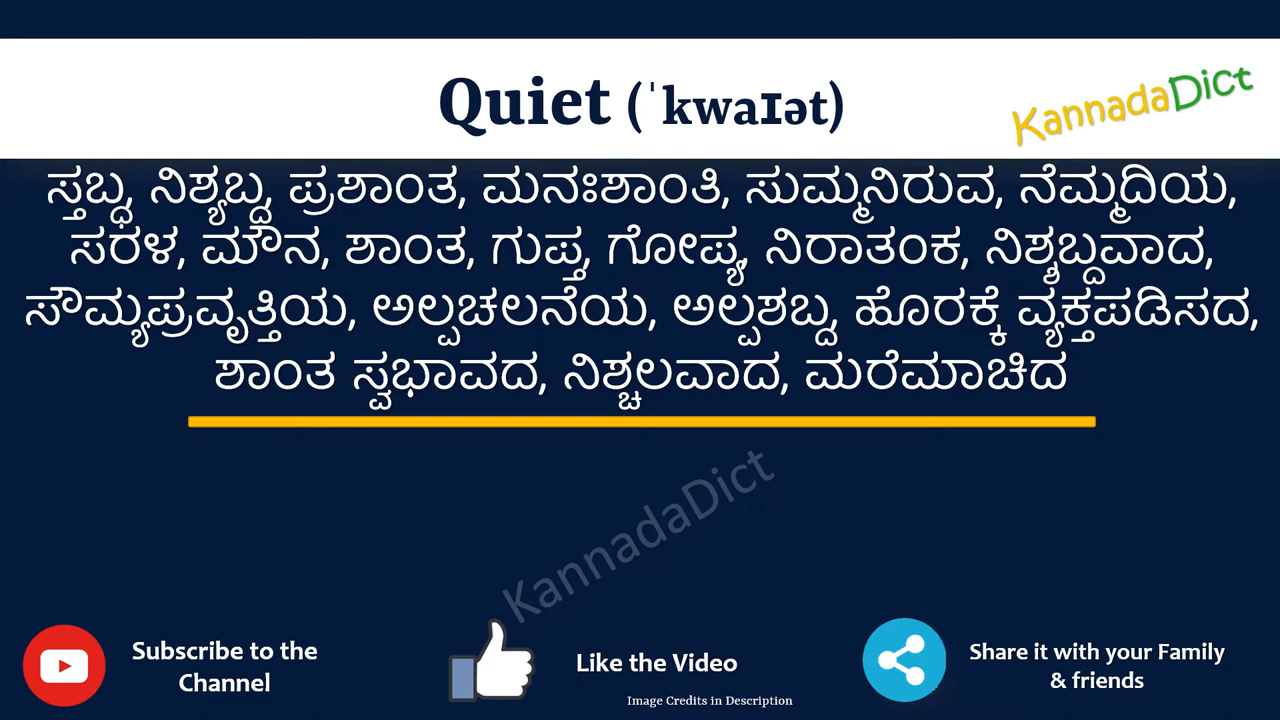 Quiet (ˈkwaɪət)
KannadaDict
ಸ್ತಬ್ಧ, ನಿಶ್ಯಬ್ದ, ಪ್ರಶಾಂತ, ಮನಃಶಾಂತಿ, ಸುಮ್ಮನಿರುವ, ನೆಮ್ಮದಿಯ,
ಸರಳ, ಮೌನ, ಶಾಂತ, ಗುಪ್ತ, ಗೋಪ್ಯ, ನಿರಾತಂಕ, ನಿಶ್ಶಬ್ದವಾದ,
ಸೌಮ್ಯಪ್ರವೃತ್ತಿಯ, ಅಲ್ಪಚಲನೆಯ, ಅಲ್ಪಶಬ್ದ, ಹೊರಕ್ಕೆ ವ್ಯಕ್ತಪಡಿಸದ,
ಶಾಂತ ಸ್ವಭಾವದ, ನಿಶ್ಚಲವಾದ, ಮರೆಮಾಚಿದ
KannadaDict
Subscribe to the
Channel
Like the Video
Share it with your Family
& friends
Image Credits in Description